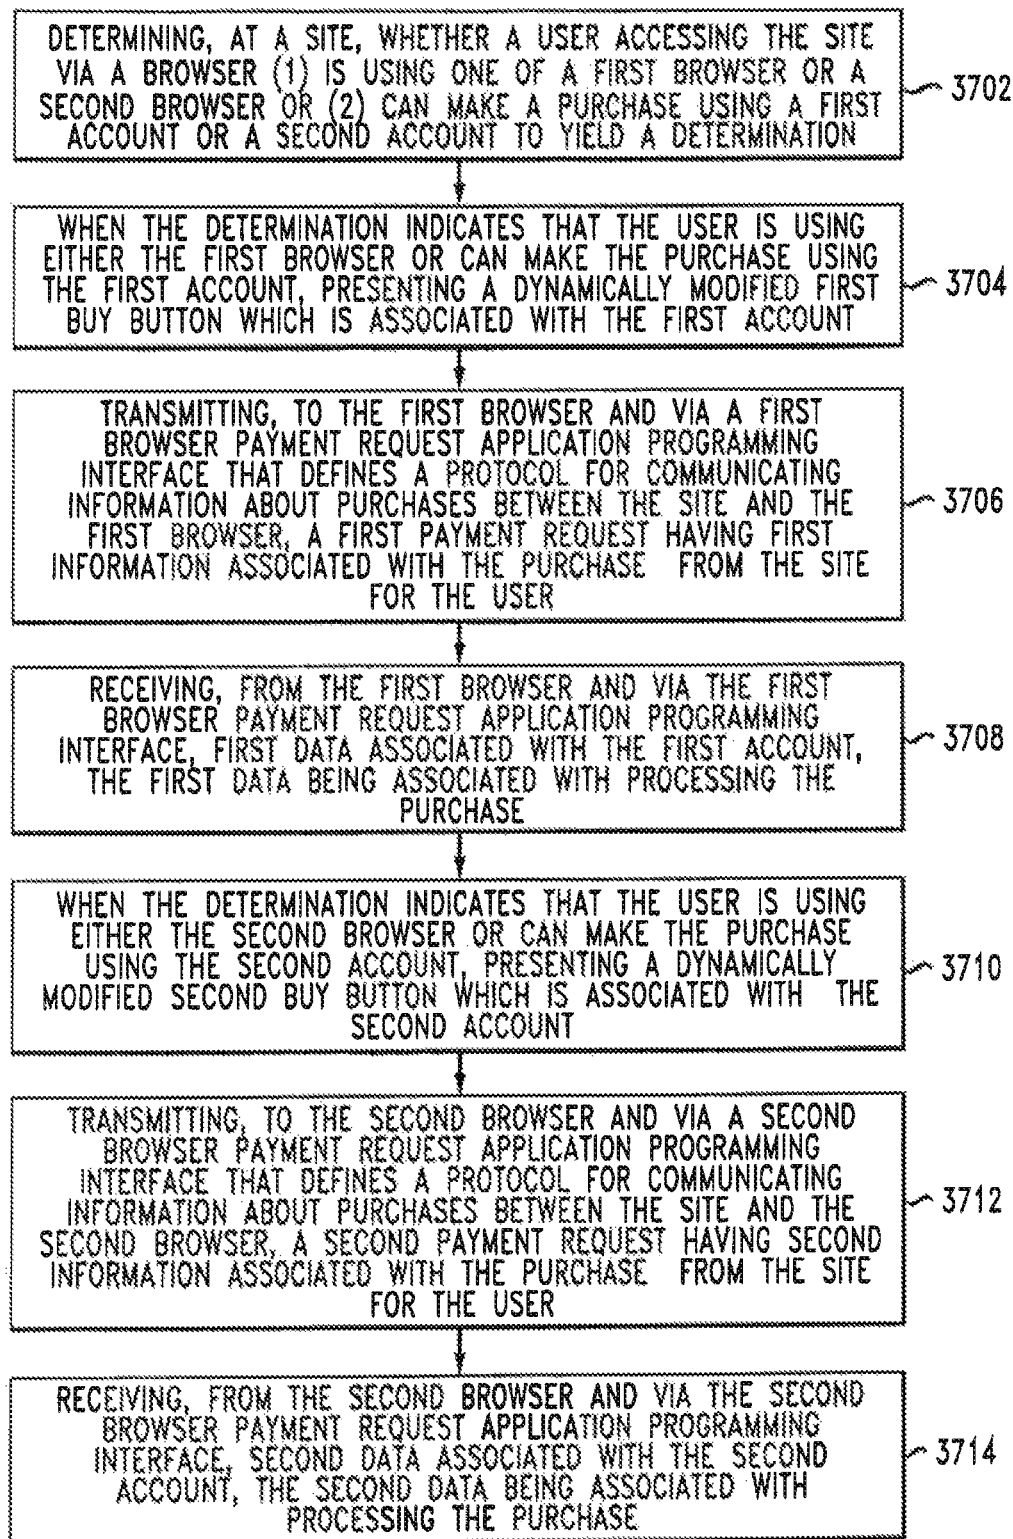 DETERMINING, AT A SITE, WHETHER A USER ACCESSING THE SITE
VIA A BROWSER (1) IS USING ONE OF A FIRST BROWSER OR A
SECOND BROWSER OR (2) CAN MAKE A PURCHASE USING A FIRST
ACCOUNT OR A SECOND ACCOUNT TO YIELD A DETERMINATION
3702
WHEN THE DETERMINATION INDICATES THAT THE USER IS USING
EITHER THE FIRST BROWSER OR CAN MAKE THE PURCHASE USING
THE FIRST ACCOUNT, PRESENTING A DYNAMICALLY MODIFIED FIRST
BUY BUTTON WHICH IS ASSOCIATED WITH THE FIRST ACCOUNT
3704
TRANSMITTING, TO THE FIRST BROWSER AND VIA A FIRST
BROWSER PAYMENT REQUEST APPLICATION PROGRAMMING
INTERFACE THAT DEFINES A PROTOCOL FOR COMMUNICATING
INFORMATION ABOUT PURCHASES BETWEEN THE SITE AND THE
FIRST BROWSER, A FIRST PAYMENT REQUEST HAVING FIRST
INFORMATION ASSOCIATED WITH THE PURCHASE FROM THE SITE
FOR THE USER
3706
RECEIVING, FROM THE FIRST BROWSER AND VIA THE FIRST
BROWSER PAYMENT REQUEST APPLICATION PROGRAMMING
INTERFACE, FIRST DATA ASSOCIATED WITH THE FIRST ACCOUNT,
THE FIRST DATA BEING ASSOCIATED WITH PROCESSING THE
PURCHASE
3708
WHEN THE DETERMINATION INDICATES THAT THE USER IS USING
EITHER THE SECOND BROWSER OR CAN MAKE THE PURCHASE
USING THE SECOND ACCOUNT, PRESENTING A DYNAMICALLY
MODIFIED SECOND BUY BUTTON WHICH IS ASSOCIATED WITH THE
SECOND ACCOUNT
3710
TRANSMITTING, TO THE SECOND BROWSER AND VIA A SECOND
BROWSER PAYMENT REQUEST APPLICATION PROGRAMMING
INTERFACE THAT DEFINES A PROTOCOL FOR COMMUNICATING
INFORMATION ABOUT PURCHASES BETWEEN THE SITE AND THE
SECOND BROWSER, A SECOND PAYMENT REQUEST HAVING SECOND
INFORMATION ASSOCIATED WITH THE PURCHASE FROM THE SITE
FOR THE USER
3712
RECEIVING, FROM THE SECOND BROWSER AND VIA THE SECOND
BROWSER PAYMENT REQUEST APPLICATION PROGRAMMING
INTERFACE, SECOND DATA ASSOCIATED WITH THE SECOND
ACCOUNT, THE SECOND DATA BEING ASSOCIATED WITH
PROCESSING THE PURCHASE
3714